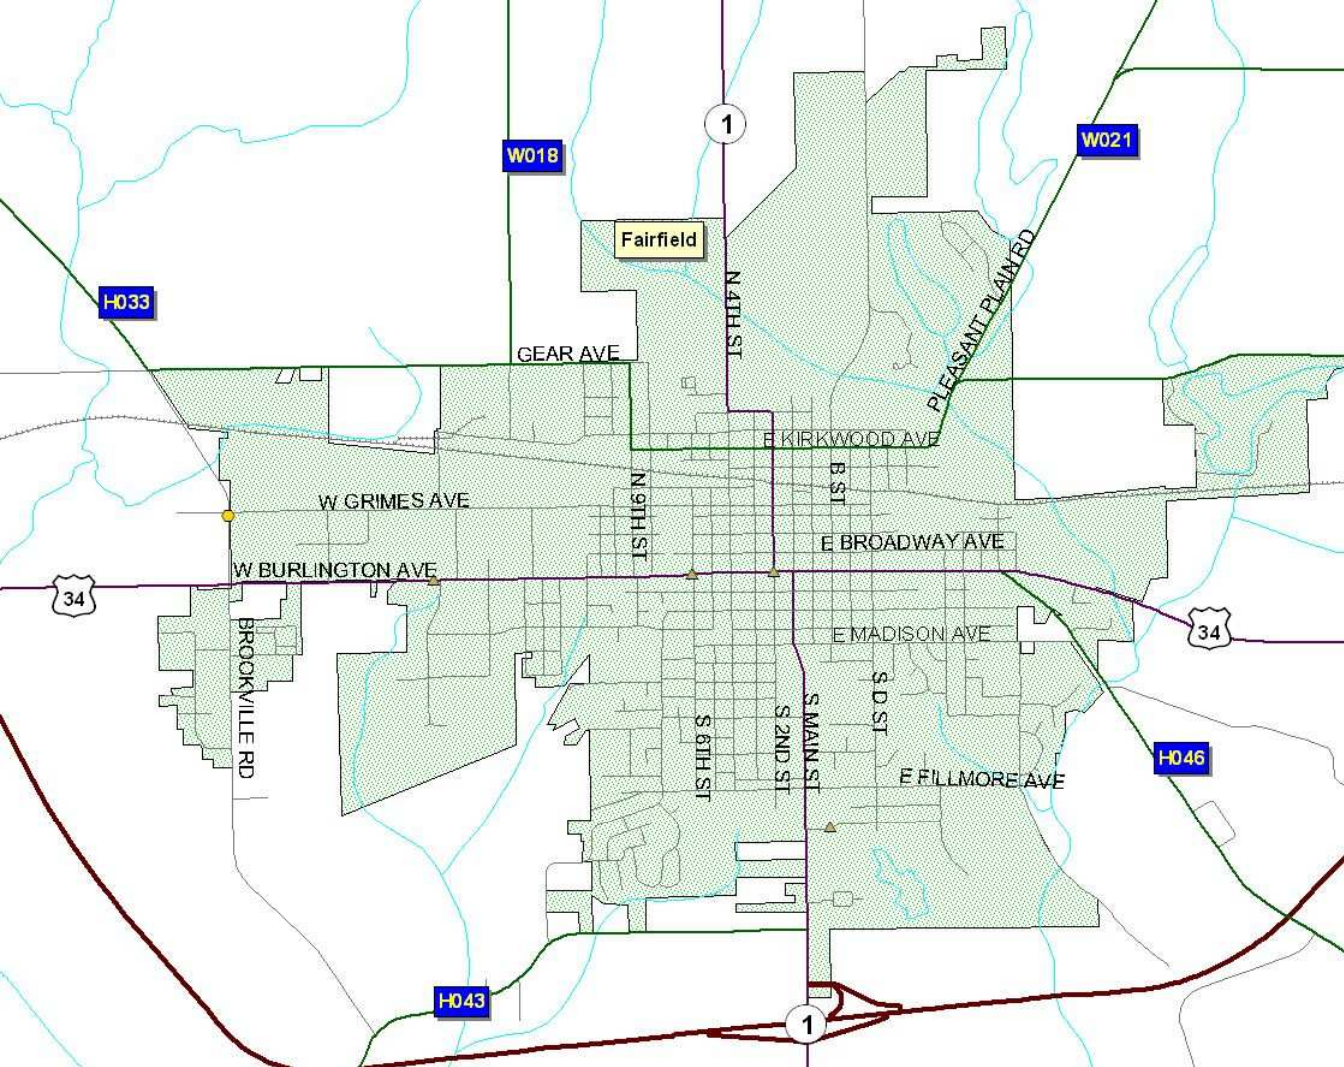 1
W021
W018
Fairfield
PLEASANT PLAIN RD
H033
N 4TH ST
GEAR AVE
E KIRKWOOD AVE
B ST
N 9TH ST
W GRIMES AVE
E BROADWAY AVE
W BURLINGTON AVE
34
34
E MADISON AVE
BROOKVILLE RD
S D ST
S MAIN ST
S 2ND ST
S 6TH ST
H046
E FILLMORE AVE
H043
1